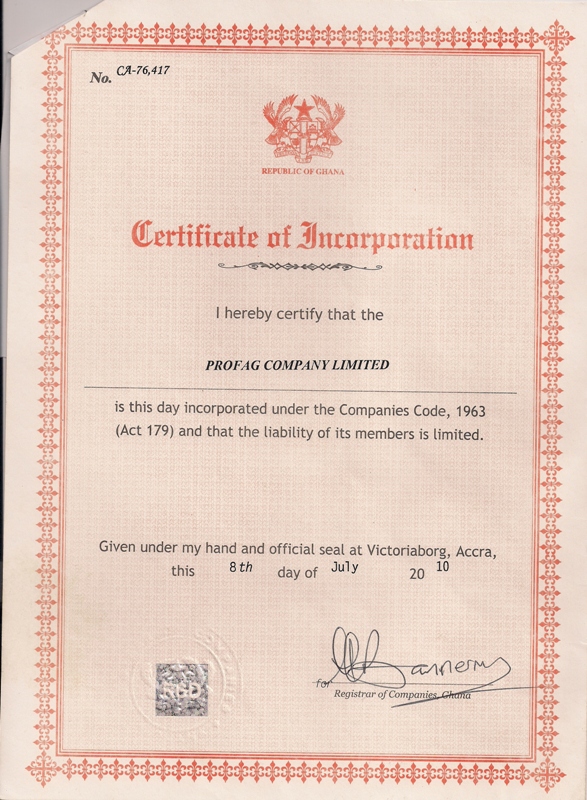 No. CA-76,417
REPUBLIC OF GHANA
Certificate of Incorporation
I hereby certify that the
PROFAG COMPANY LIMITED
is this day incorporated under the Companies Code, 1963
(Act 179) and that the liability of its members is limited.
Given under my hand and official seal at Victoriaborg, Accra,
this 8th day of July 20 10
for
Registrar of Companies, Ghana
RGD